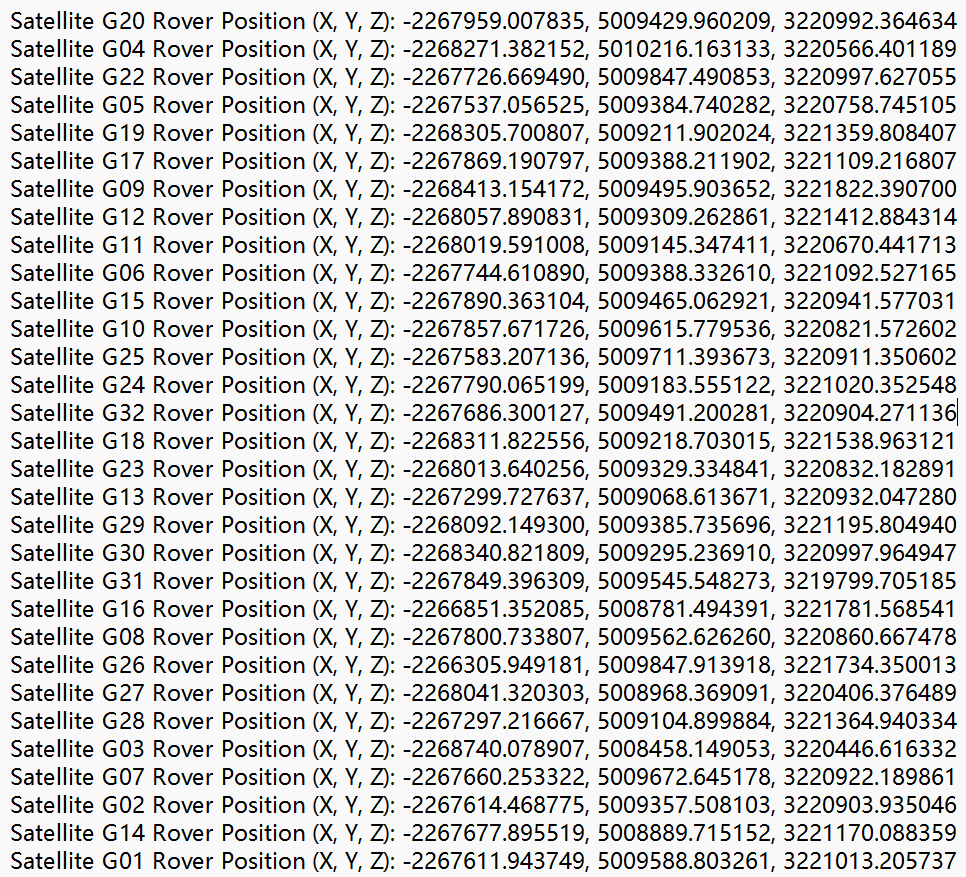 Satellite G20 Rover Position (X, Y, Z): -2267959.007835, 5009429.960209, 3220992.364634
Satellite G04 Rover Position (X, Y, Z): -2268271.382152, 5010216.163133, 3220566.401189
Satellite G22 Rover Position (X, Y, Z): -2267726.669490, 5009847.490853, 3220997.627055
Satellite G05 Rover Position (X, Y, Z): -2267537.056525, 5009384.740282, 3220758.745105
Satellite G19 Rover Position (X, Y, Z): -2268305.700807, 5009211.902024, 3221359.808407
Satellite G17 Rover Position (X, Y, Z): -2267869.190797, 5009388.211902, 3221109.216807
Satellite G09 Rover Position (X, Y, Z): -2268413.154172, 5009495.903652, 3221822.390700
Satellite G12 Rover Position (X, Y, Z): -2268057.890831, 5009309.262861, 3221412.884314
Satellite G11 Rover Position (X, Y, Z): -2268019.591008, 5009145.347411, 3220670.441713
Satellite G06 Rover Position (X, Y, Z): -2267744.610890, 5009388.332610, 3221092.527165
Satellite G15 Rover Position (X, Y, Z): -2267890.363104, 5009465.062921, 3220941.577031
Satellite G10 Rover Position (X, Y, Z): -2267857.671726, 5009615.779536, 3220821.572602
Satellite G25 Rover Position (X, Y, Z): -2267583.207136, 5009711.393673, 3220911.350602
Satellite G24 Rover Position (X, Y, Z): -2267790.065199, 5009183.555122, 3221020.352548
Satellite G32 Rover Position (X, Y, Z): -2267686.300127, 5009491.200281, 3220904.271136
Satellite G18 Rover Position (X, Y, Z): -2268311.822556, 5009218.703015, 3221538.963121
Satellite G23 Rover Position (X, Y, Z): -2268013.640256, 5009329.334841, 3220832.182891
Satellite G13 Rover Position (X, Y, Z): -2267299.727637, 5009068.613671, 3220932.047280
Satellite G29 Rover Position (X, Y, Z): -2268092.149300, 5009385.735696, 3221195.804940
Satellite G30 Rover Position (X, Y, Z): -2268340.821809, 5009295.236910, 3220997.964947
Satellite G31 Rover Position (X, Y, Z): -2267849.396309, 5009545.548273, 3219799.705185
Satellite G16 Rover Position (X, Y, Z): -2266851.352085, 5008781.494391, 3221781.568541
Satellite G08 Rover Position (X, Y, Z): -2267800.733807, 5009562.626260, 3220860.667478
Satellite G26 Rover Position (X, Y, Z): -2266305.949181, 5009847.913918, 3221734.350013
Satellite G27 Rover Position (X, Y, Z): -2268041.320303, 5008968.369091, 3220406.376489
Satellite G28 Rover Position (X, Y, Z): -2267297.216667, 5009104.899884, 3221364.940334
Satellite G03 Rover Position (X, Y, Z): -2268740.078907, 5008458.149053, 3220446.616332
Satellite G07 Rover Position (X, Y, Z): -2267660.253322, 5009672.645178, 3220922.189861
Satellite G02 Rover Position (X, Y, Z): -2267614.468775, 5009357.508103, 3220903.935046
Satellite G14 Rover Position (X, Y, Z): -2267677.895519, 5008889.715152, 3221170.088359
Satellite G01 Rover Position (X, Y, Z): -2267611.943749, 5009588.803261, 3221013.205737